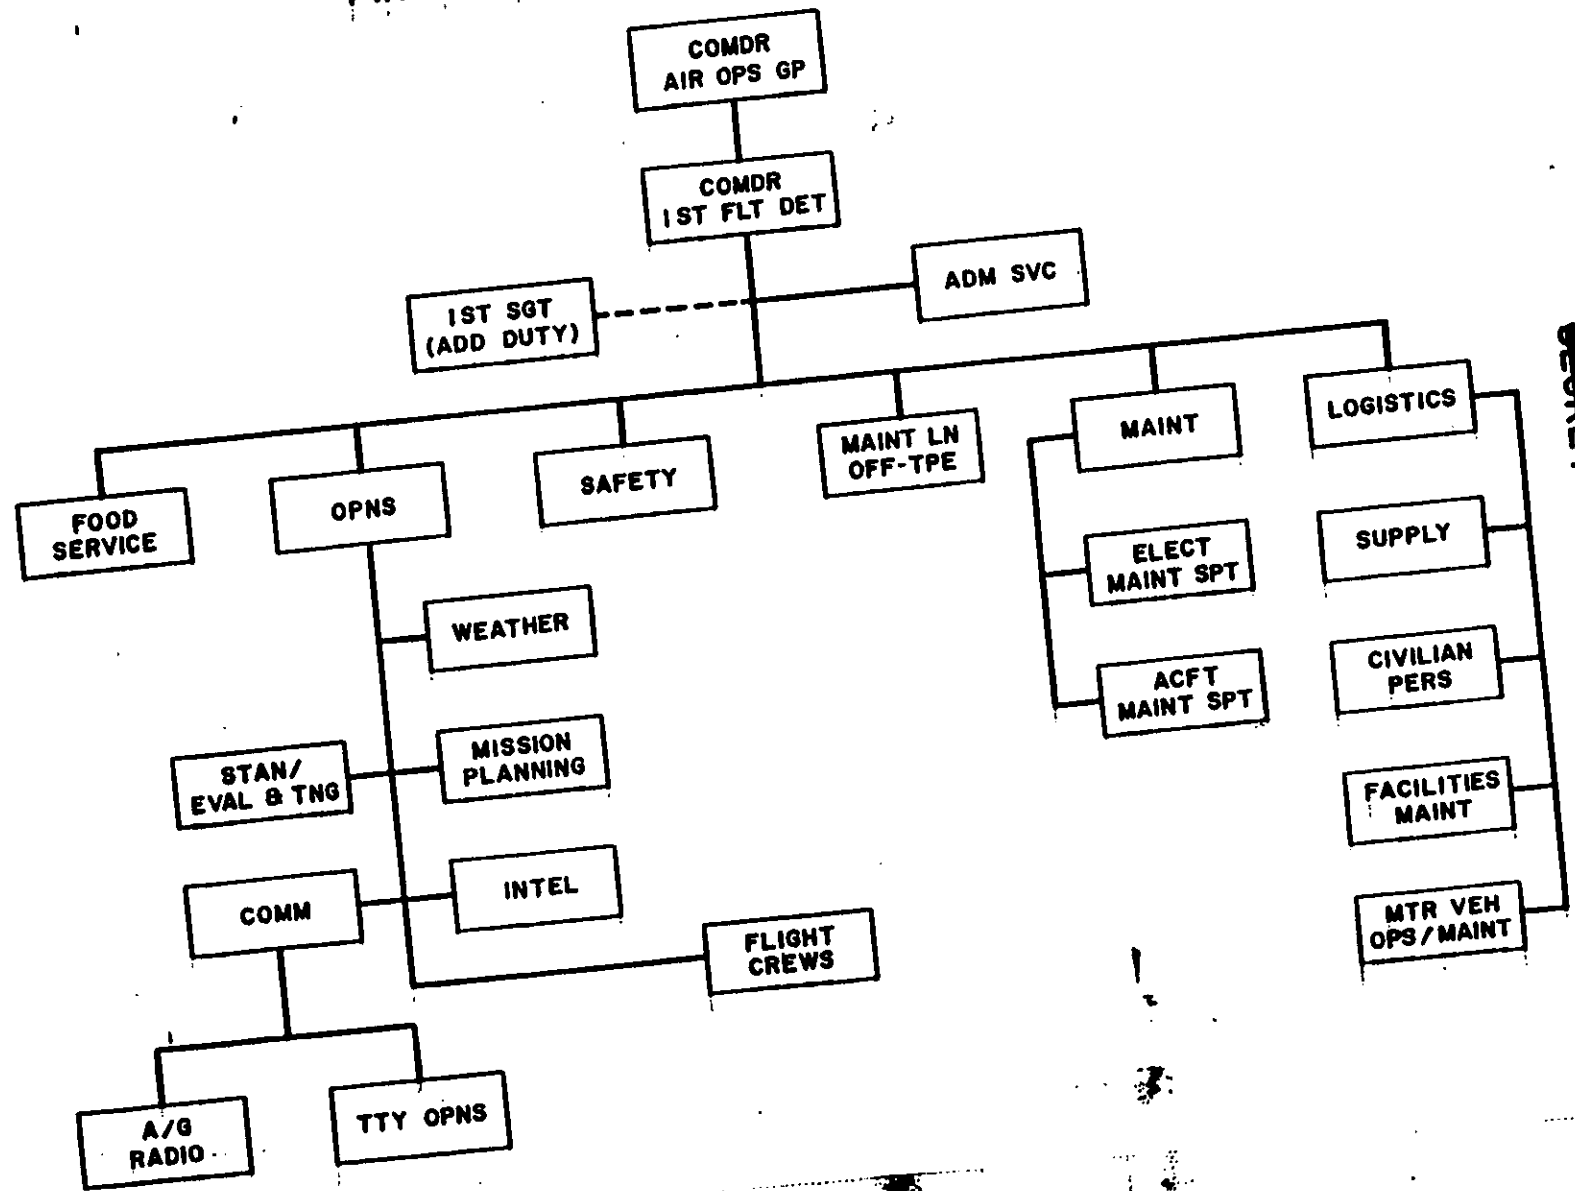 COMDR
AIR OPS GP
COMDR
1ST FLT DET
1ST SGT
(ADD DUTY)
ADM SVC
FOOD
SERVICE
OPNS
SAFETY
MAINT LN
OFF-TPE
MAINT
LOGISTICS
WEATHER
STAN/
EVAL & TNG
MISSION
PLANNING
COMM
INTEL
FLIGHT
CREWS
A/G
RADIO
TTY OPNS
ELECT
MAINT SPT
ACFT
MAINT SPT
SUPPLY
CIVILIAN
PERS
FACILITIES
MAINT
MTR VEH
OPS/MAINT